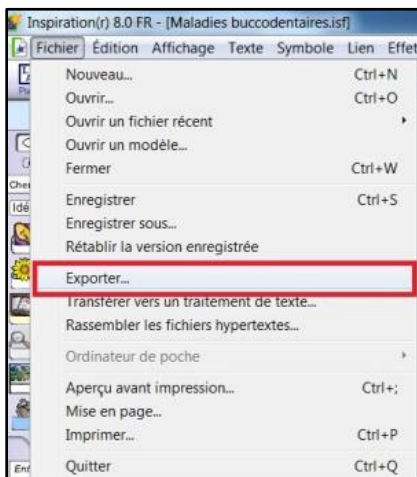 Inspiration(r) 8.0 FR - [Maladies buccodentaires.isf]
Fichier Édition Affichage Texte Symbole Lien Effet
Nouveau... Ctrl+N
Ouvrir... Ctrl+O
Ouvrir un fichier récent
Ouvrir un modèle...
Fermer Ctrl+W
Enregistrer Ctrl+S
Enregistrer sous...
Rétablir la version enregistrée
Exporter...
Transférer vers un traitement de texte...
Rassembler les fichiers hypertextes...
Ordinateur de poche
Aperçu avant impression... Ctrl+;
Mise en page...
Imprimer... Ctrl+P
Quitter Ctrl+Q